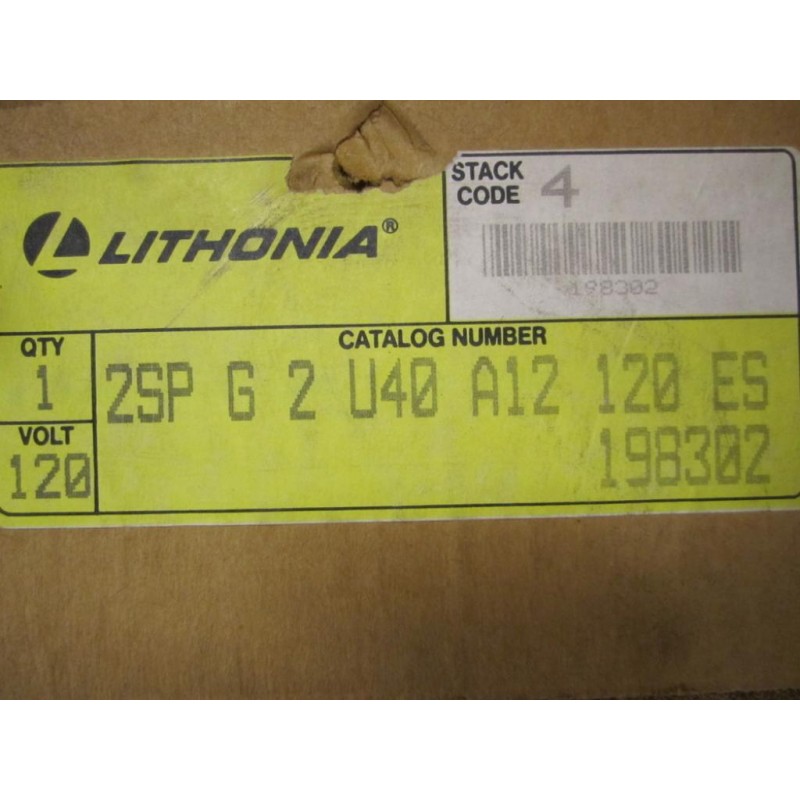 LITHONIA®
STACK
CODE 4
198302
QTY
1
CATALOG NUMBER
2SP G 2 U40 A12 120 ES
198302
VOLT
120